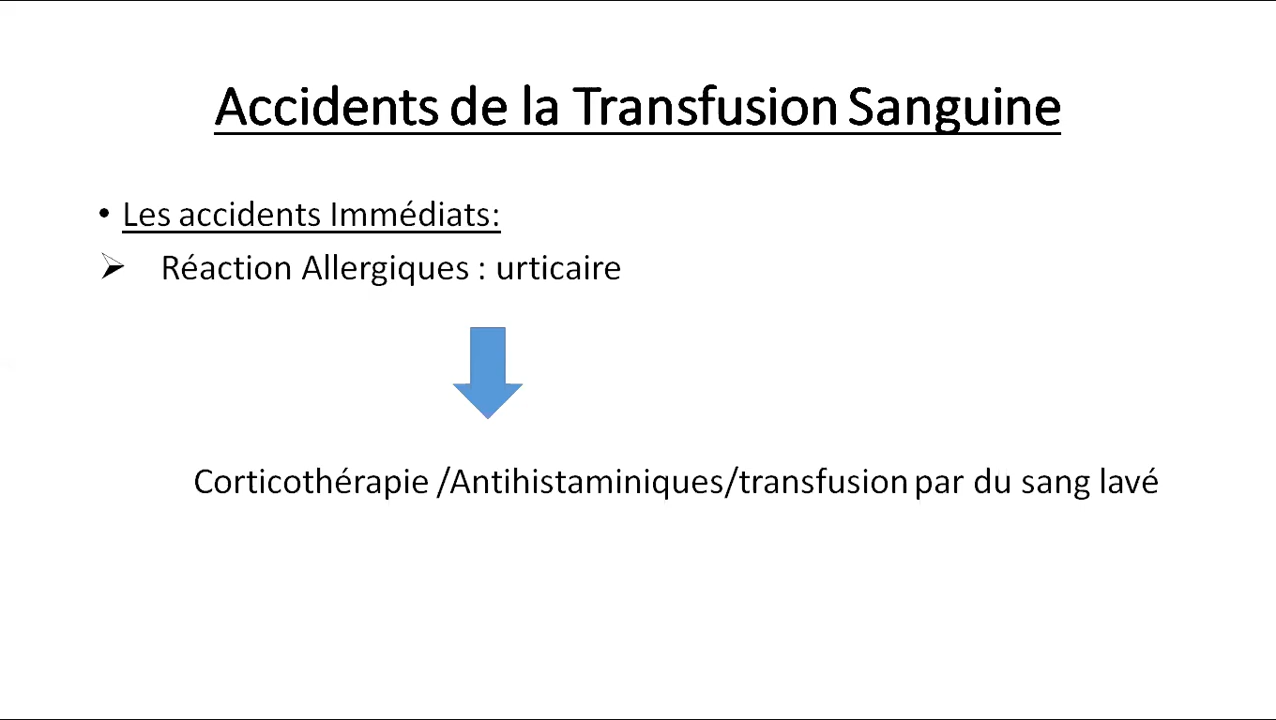 Accidents de la Transfusion Sanguine
• Les accidents Immédiats:
➢ Réaction Allergiques : urticaire
Corticothérapie /Antihistaminiques/transfusion par du sang lavé